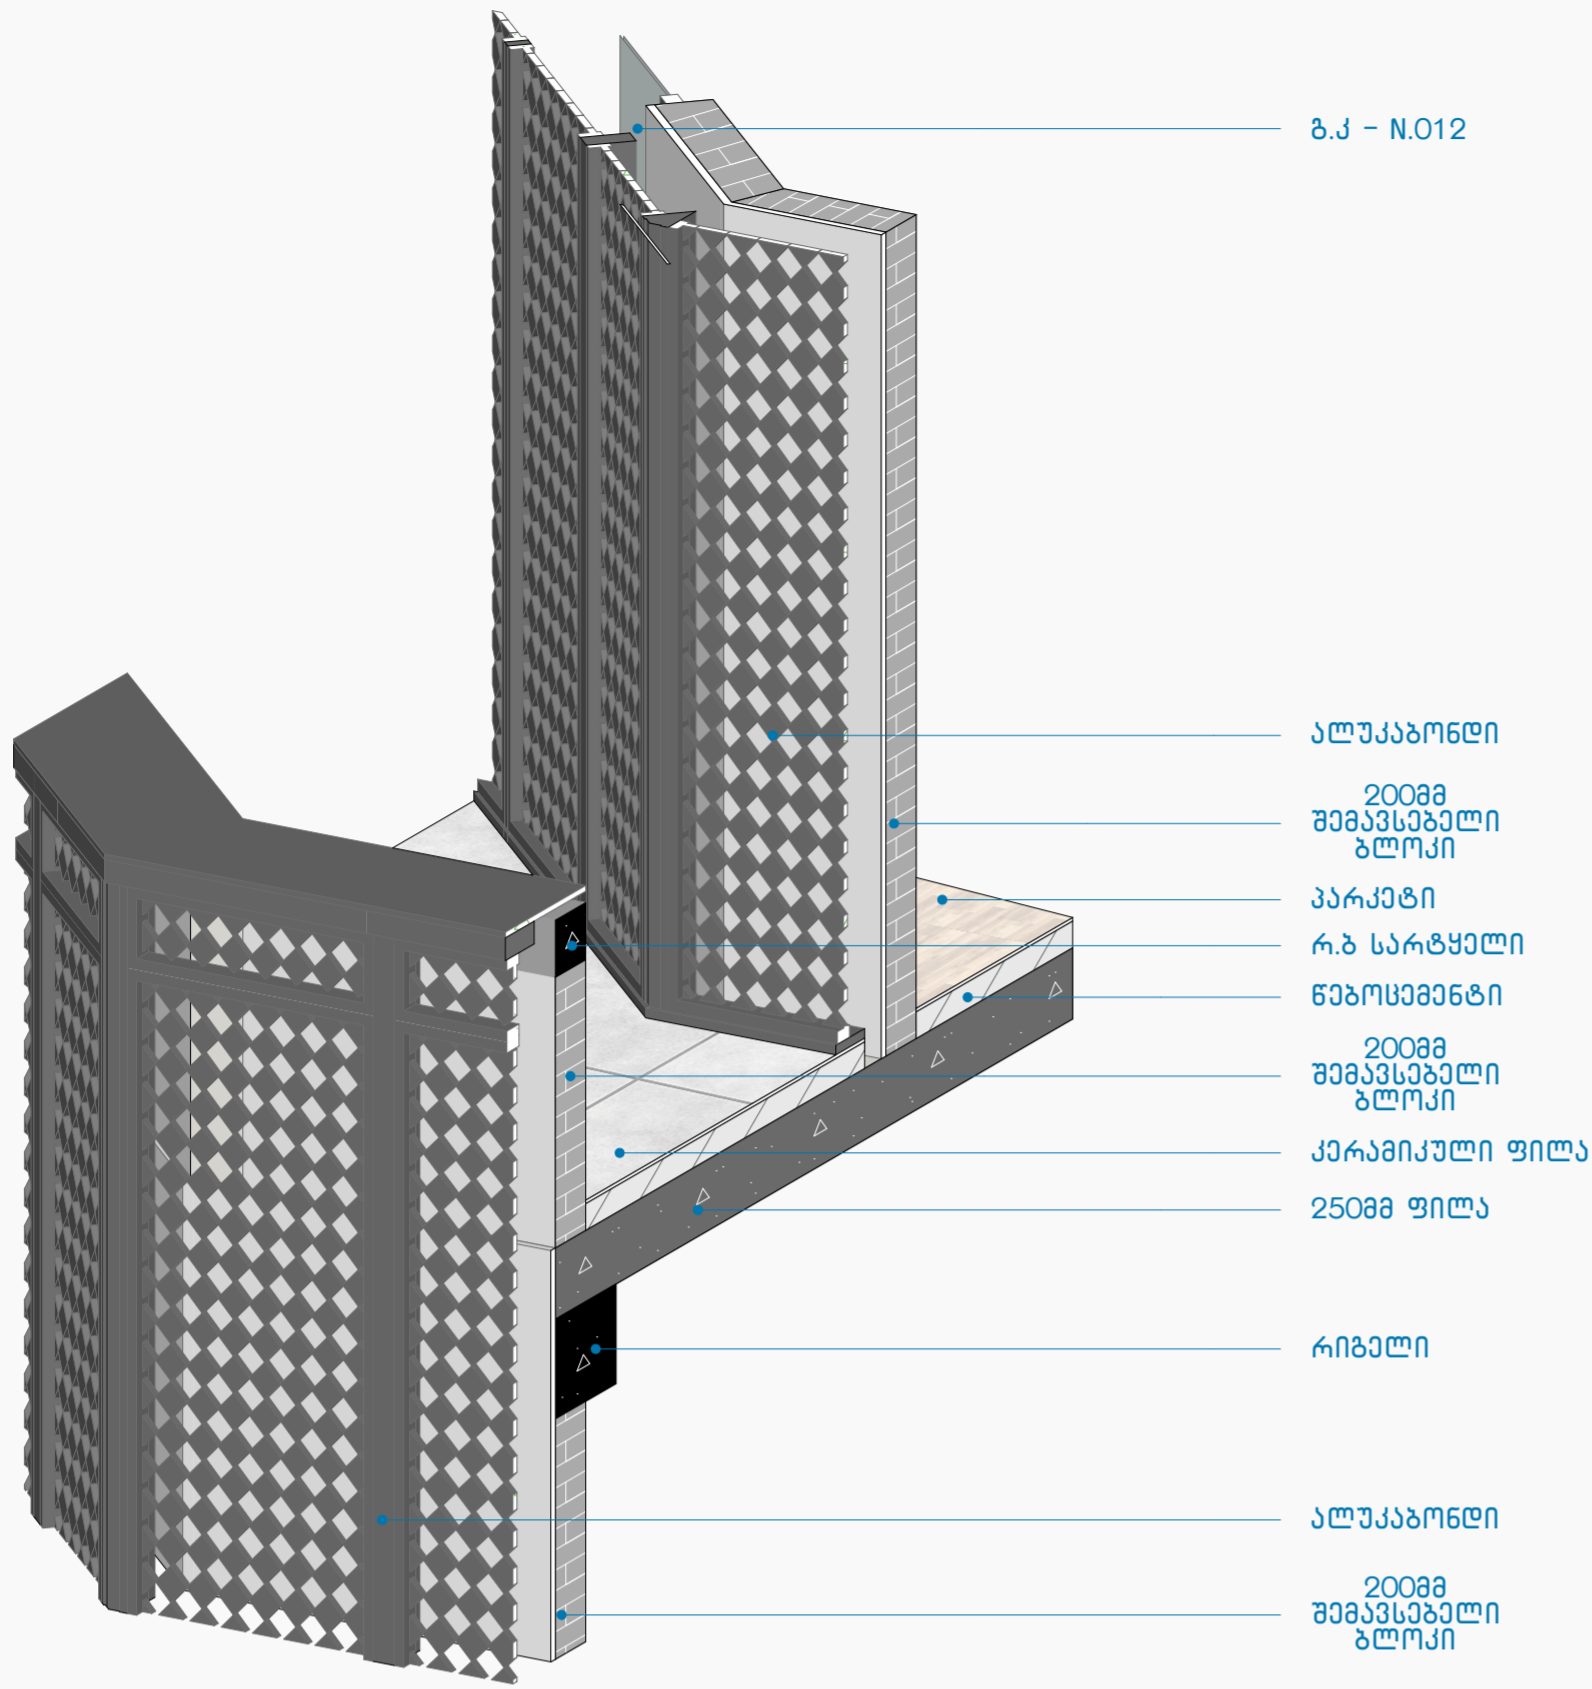 გ.კ - N.012
ალუკაბონდი
200მმ
შემავსებელი
ბლოკი
პარკეტი
რ.ბ სარტყელი
წებოცემენტი
200მმ
შემავსებელი
ბლოკი
კერამიკული ფილა
250მმ ფილა
რიგელი
ალუკაბონდი
200მმ
შემავსებელი
ბლოკი